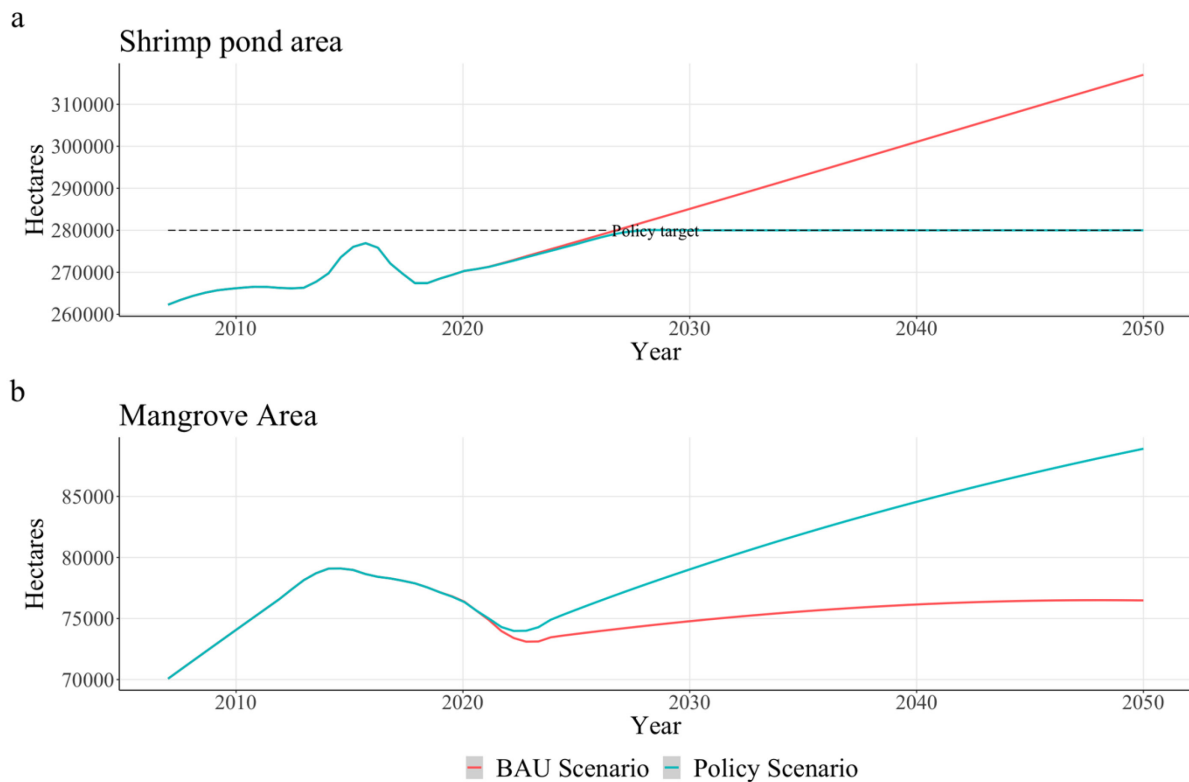 a
Shrimp pond area
Hectares
310000
300000
290000
280000
270000
260000
Policy target
2010 2020 2030 2040 2050
Year
b
Mangrove Area
Hectares
85000
80000
75000
70000
2010 2020 2030 2040 2050
Year
BAU Scenario Policy Scenario